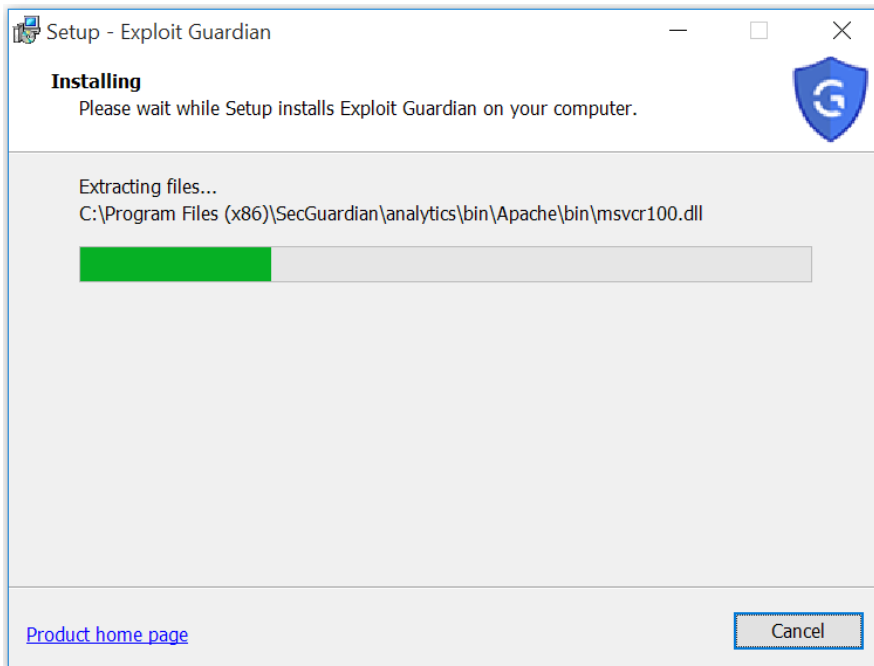 Setup - Exploit Guardian
Installing
Please wait while Setup installs Exploit Guardian on your computer.
G
Extracting files...
C:\Program Files (x86)\SecGuardian\analytics\bin\Apache\bin\msvcr100.dll
Product home page
Cancel